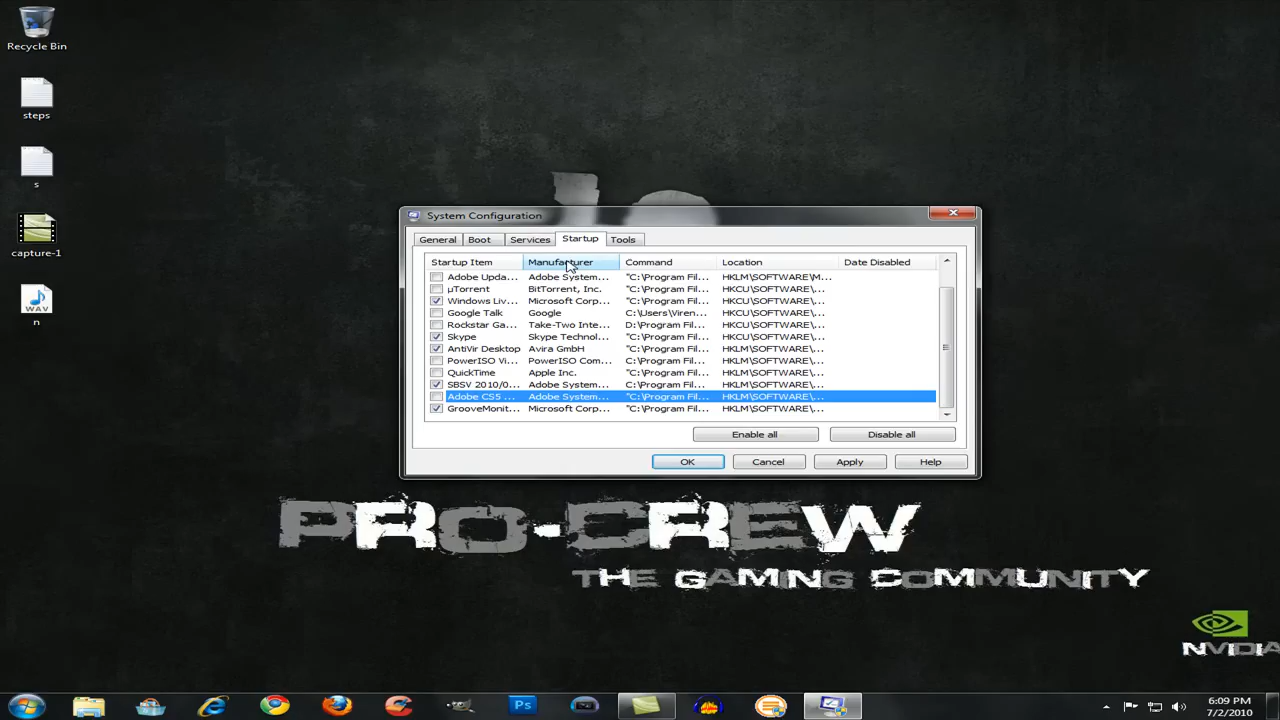 Recycle Bin
steps
s
capture-1
WAV
n
System Configuration
General Boot Services Startup Tools
Startup Item Manufacturer Command Location Date Disabled
Adobe Upda... Adobe System... "C:\Program Fil... HKLM\SOFTWARE\M...
µTorrent BitTorrent, Inc. "C:\Program Fil... HKCU\SOFTWARE\...
Windows Liv... Microsoft Corp... "C:\Program Fil... HKCU\SOFTWARE\...
Google Talk Google C:\Users\Viren... HKCU\SOFTWARE\...
Rockstar Ga... Take-Two Inte... D:\Program Fil... HKCU\SOFTWARE\...
Skype Skype Technol... "C:\Program Fil... HKCU\SOFTWARE\...
AntiVir Desktop Avira GmbH "C:\Program Fil... HKLM\SOFTWARE\...
PowerISO Vi... PowerISO Com... C:\Program Fil... HKLM\SOFTWARE\...
QuickTime Apple Inc. "C:\Program Fil... HKLM\SOFTWARE\...
SBSV 2010/0... Adobe System... C:\Program Fil... HKLM\SOFTWARE\...
Adobe CS5 ... Adobe System... "C:\Program Fil... HKLM\SOFTWARE\...
GrooveMonit... Microsoft Corp... "C:\Program Fil... HKLM\SOFTWARE\...
Enable all Disable all
OK Cancel Apply Help
PRO-CREW
THE GAMING COMMUNITY
NVIDIA
Ps
6:09 PM
7/2/2010